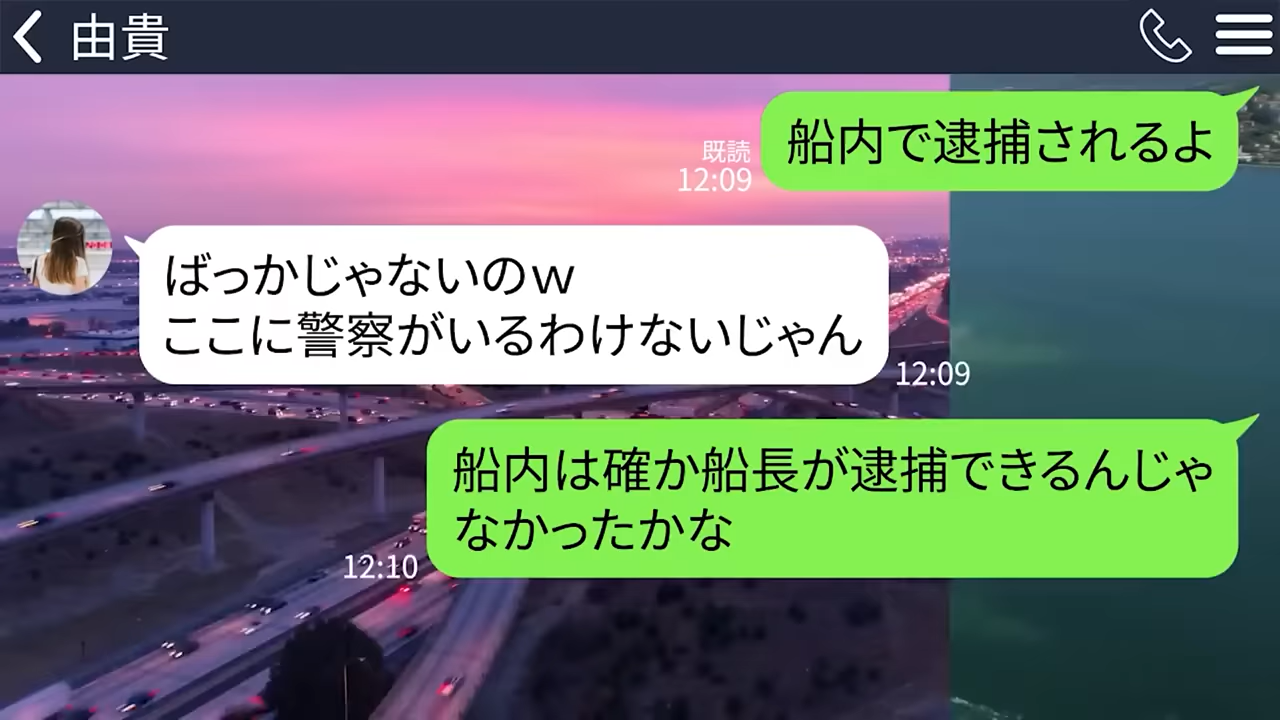 由貴
船内で逮捕されるよ
既読
12:09
ばっかじゃないのｗ
ここに警察がいるわけないじゃん
12:09
船内は確か船長が逮捕できるんじゃ
なかったかな
12:10